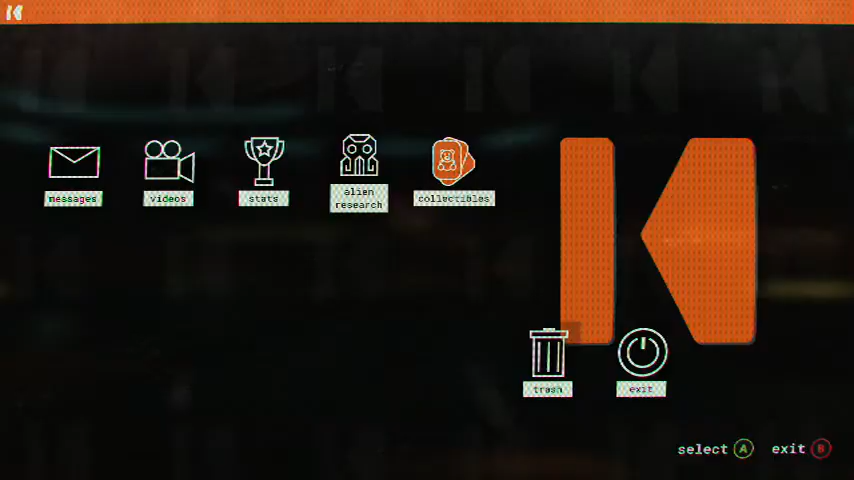 messages
videos
stats
alien
research
collectibles
trash
exit
select A exit B